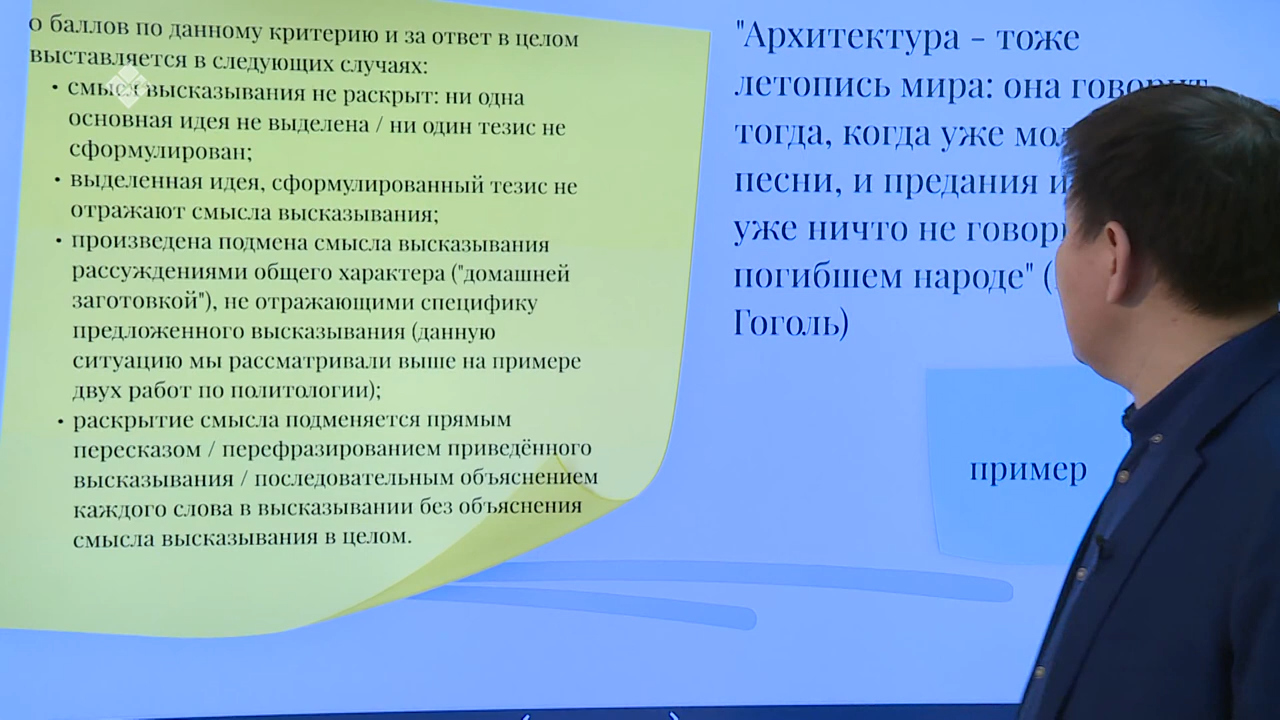 0 баллов по данному критерию и за ответ в целом
выставляется в следующих случаях:
• смысл высказывания не раскрыт: ни одна
основная идея не выделена / ни один тезис не
сформулирован;
• выделенная идея, сформулированный тезис не
отражают смысла высказывания;
• произведена подмена смысла высказывания
рассуждениями общего характера ("домашней
заготовкой"), не отражающими специфику
предложенного высказывания (данную
ситуацию мы рассматривали выше на примере
двух работ по политологии);
• раскрытие смысла подменяется прямым
пересказом / перефразированием приведённого
высказывания / последовательным объяснением
каждого слова в высказывании без объяснения
смысла высказывания в целом.
"Архитектура - тоже
летопись мира: она говорит
тогда, когда уже
песни, и предания
уже ничто не
погибшем народе" (
Гоголь)
пример